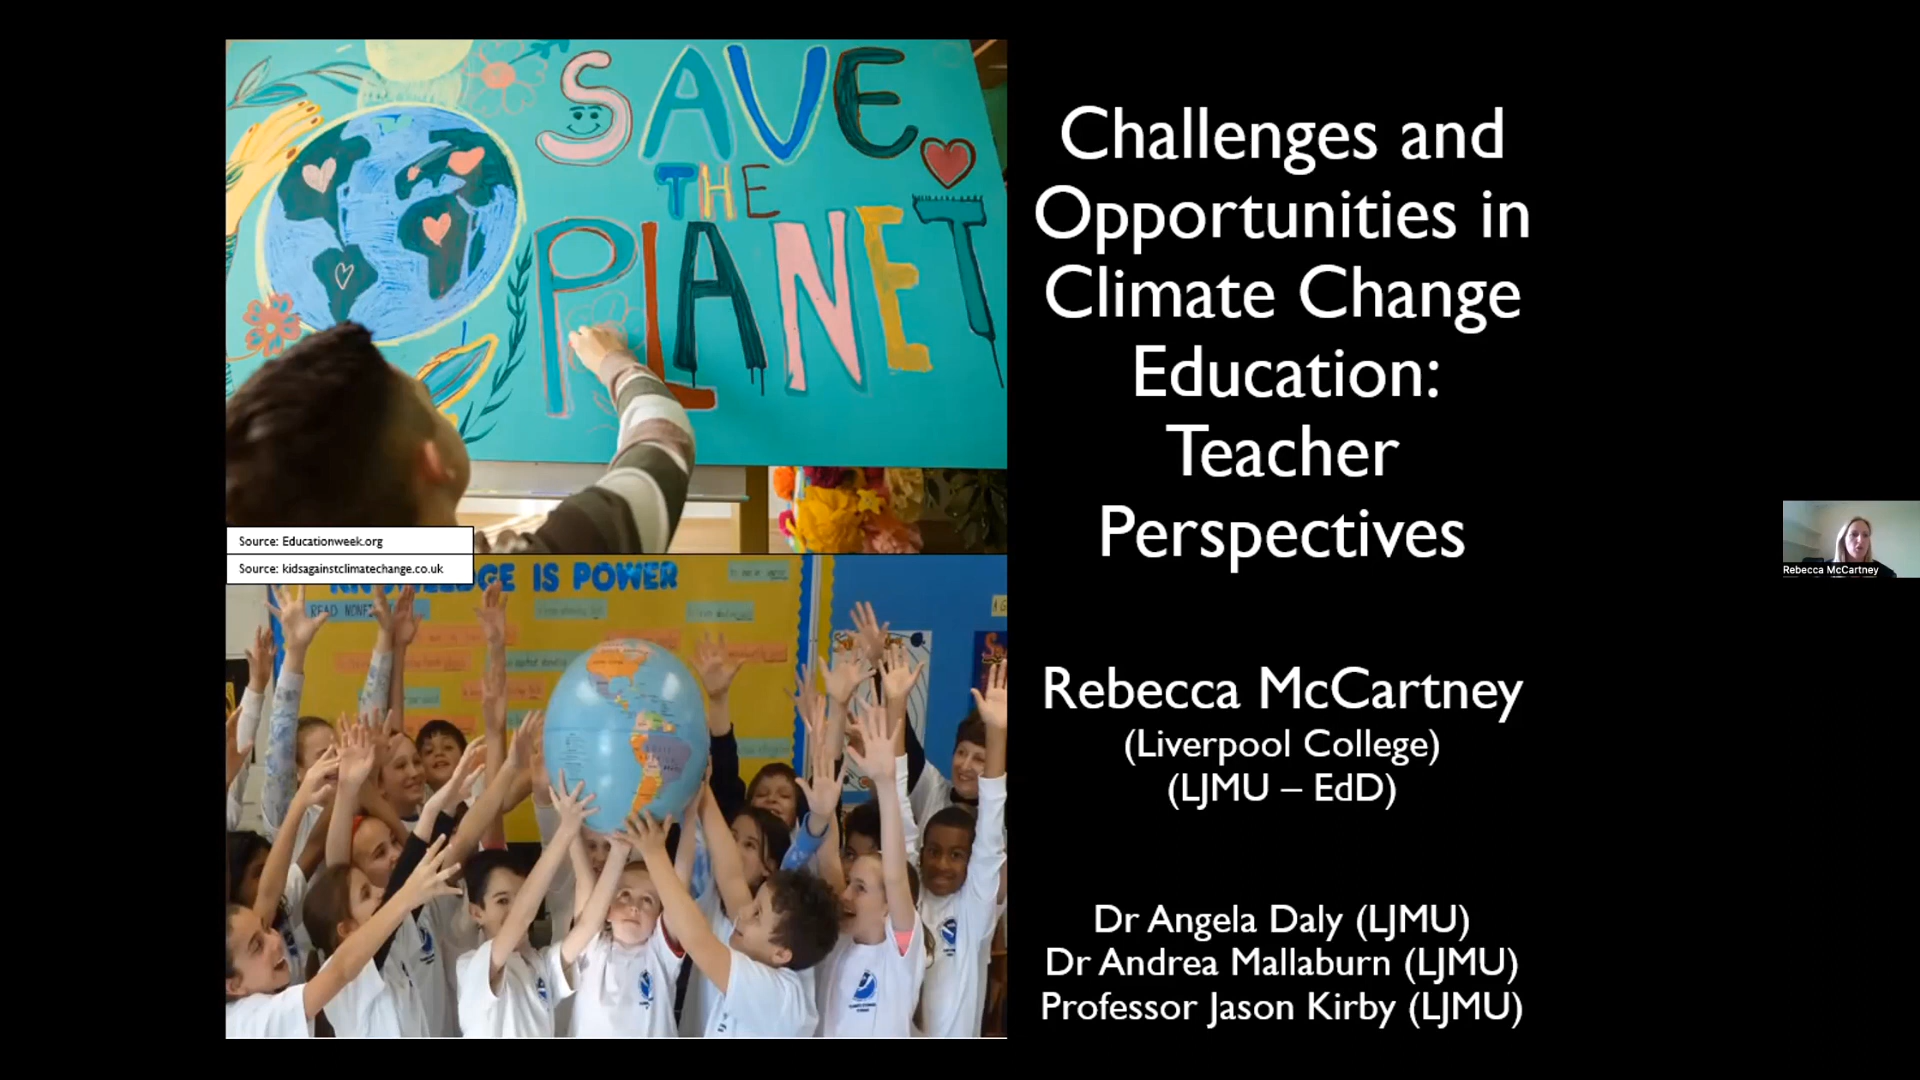 SAVE
THE
PLANET
Source: Educationweek.org
Source: kidsagainstclimatechange.co.uk
IS POWER
READ
Challenges and
Opportunities in
Climate Change
Education:
Teacher
Perspectives
Rebecca McCartney
(Liverpool College)
(LJMU – EdD)
Dr Angela Daly (LJMU)
Dr Andrea Mallaburn (LJMU)
Professor Jason Kirby (LJMU)
Rebecca McCartney